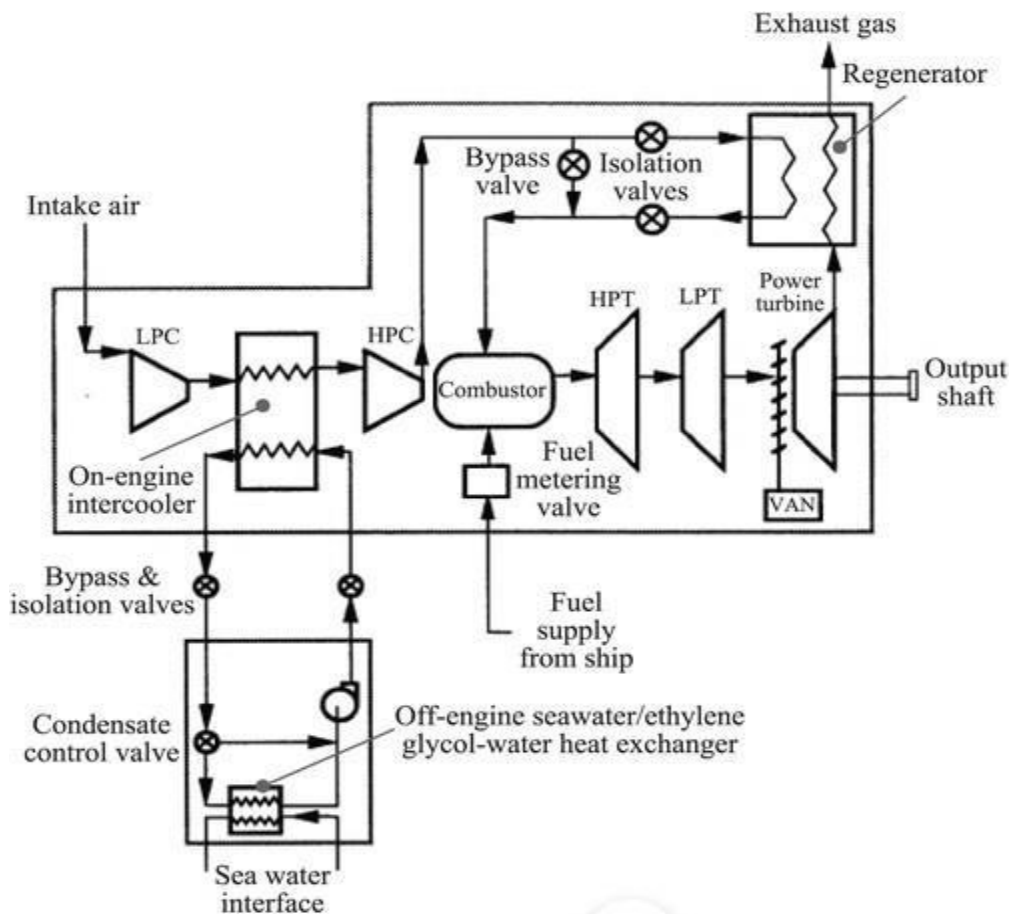 Exhaust gas
Regenerator
Bypass
valve
Isolation
valves
Intake air
LPC
HPC
HPT
LPT
Power
turbine
Combustor
Output
shaft
On-engine
intercooler
Fuel
metering
valve
VAN
Bypass &
isolation valves
Fuel
supply
from ship
Condensate
control valve
Off-engine seawater/ethylene
glycol-water heat exchanger
Sea water
interface